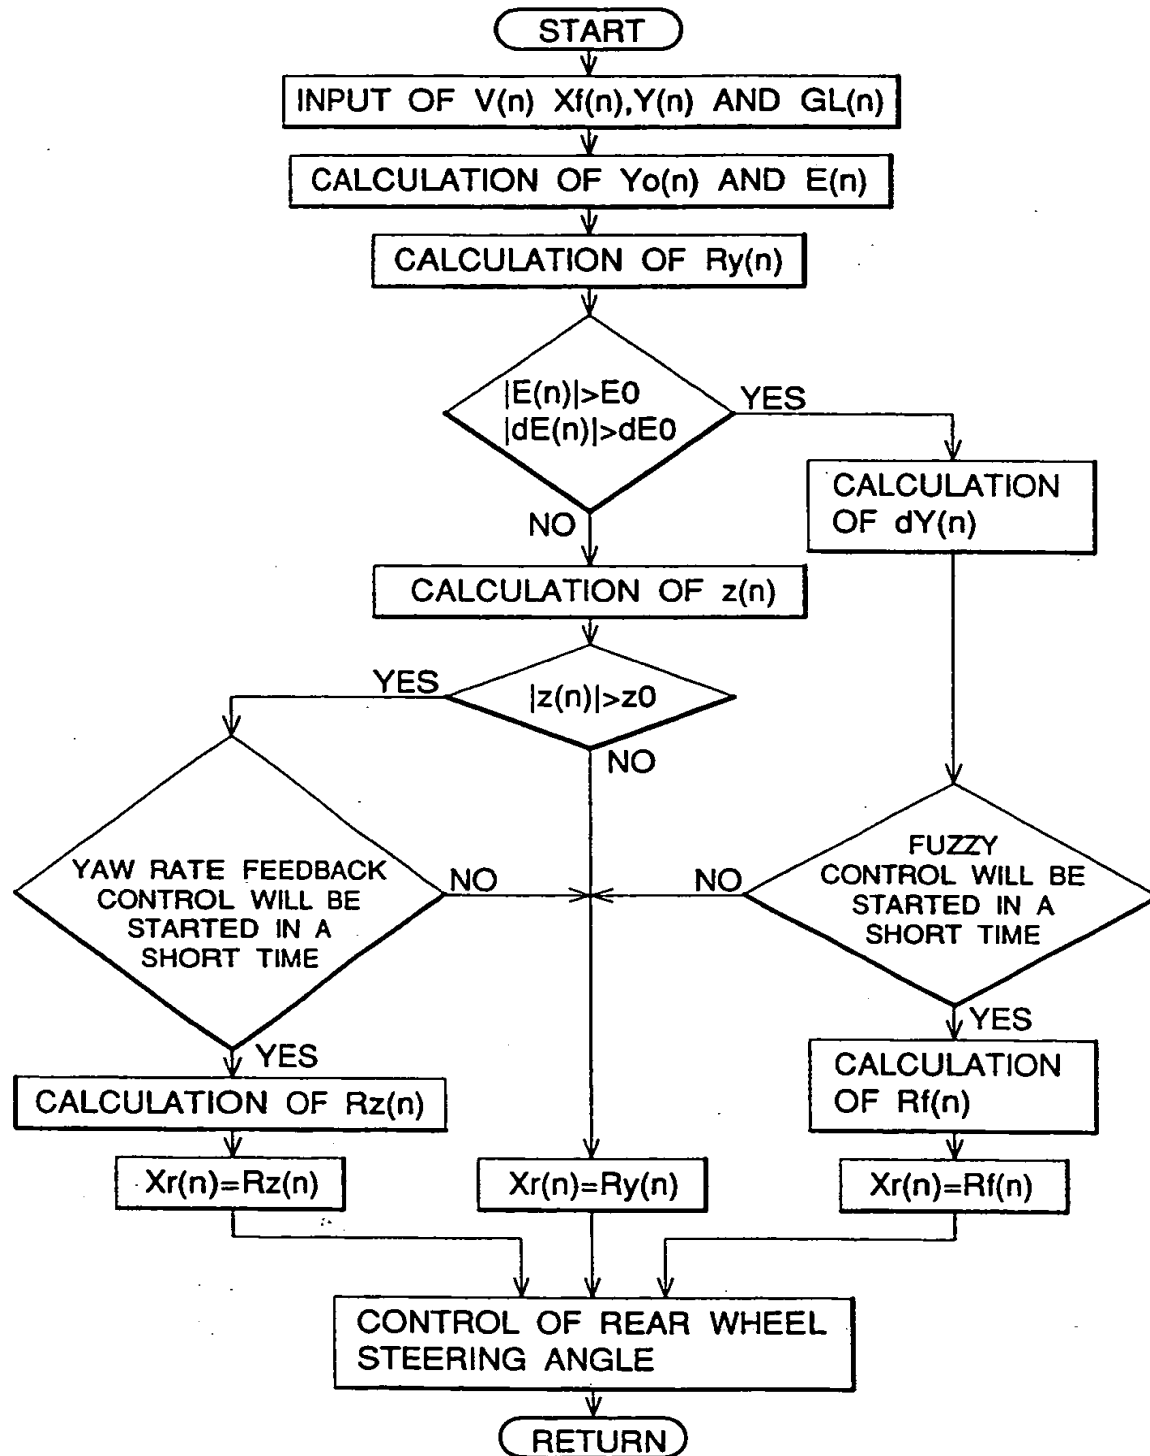 START
INPUT OF V(n) Xf(n),Y(n) AND GL(n)
CALCULATION OF Yo(n) AND E(n)
CALCULATION OF Ry(n)
|E(n)|>E0
|dE(n)|>dE0
YES
NO
CALCULATION
OF dY(n)
CALCULATION OF z(n)
YES
|z(n)|>z0
NO
YAW RATE FEEDBACK
CONTROL WILL BE
STARTED IN A
SHORT TIME
NO
NO
FUZZY
CONTROL WILL BE
STARTED IN A
SHORT TIME
YES
YES
CALCULATION OF Rz(n)
CALCULATION
OF Rf(n)
Xr(n)=Rz(n)
Xr(n)=Ry(n)
Xr(n)=Rf(n)
CONTROL OF REAR WHEEL
STEERING ANGLE
RETURN